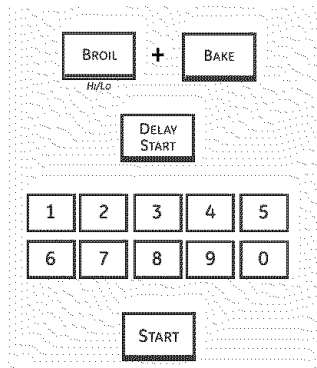 BROIL + BAKE
HI/LO
DELAY
START
1 2 3 4 5
6 7 8 9 0
START